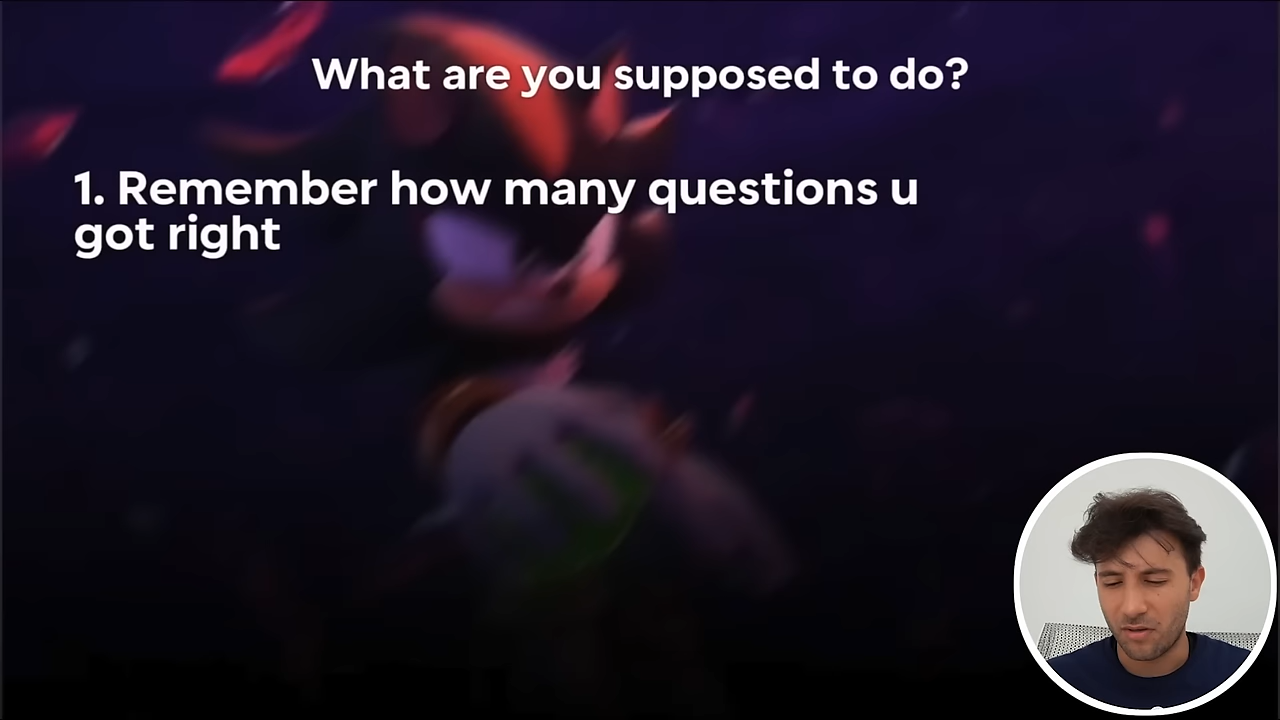 What are you supposed to do?
1. Remember how many questions u
got right